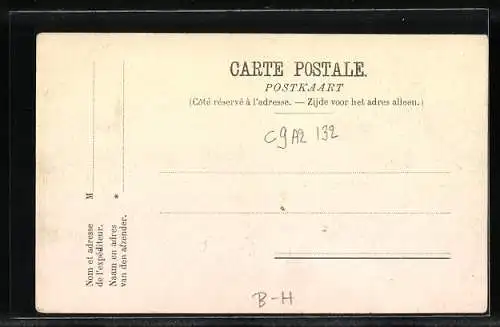 CARTE POSTALE.
POSTKAART
(Côté réservé à l'adresse. — Zijde voor het adres alleen.)
C9A2 132
M
*
Nom et adresse
de l'expéditeur.
Naam en adres
van den afzender.
B-H